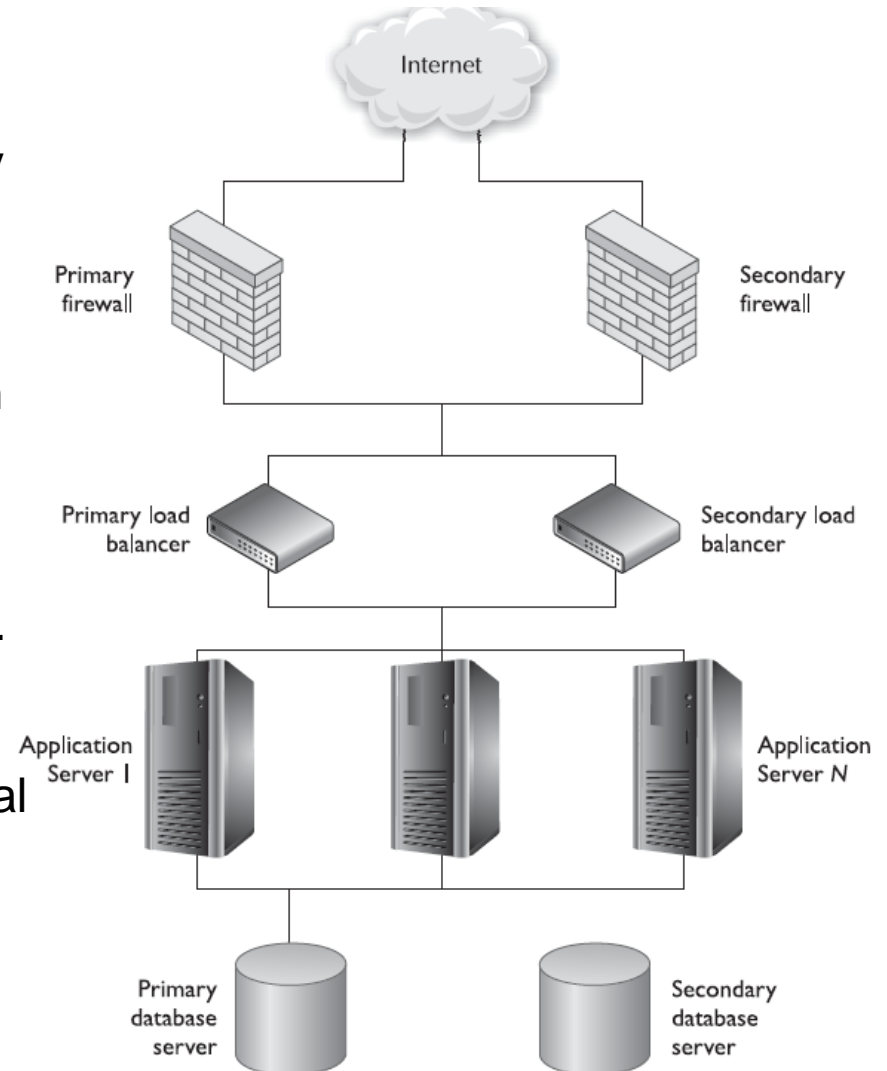 Internet
Primary
firewall
Secondary
firewall
Primary load
balancer
Secondary load
balancer
Application
Server 1
Application
Server N
al
Primary
database
server
Secondary
database
server